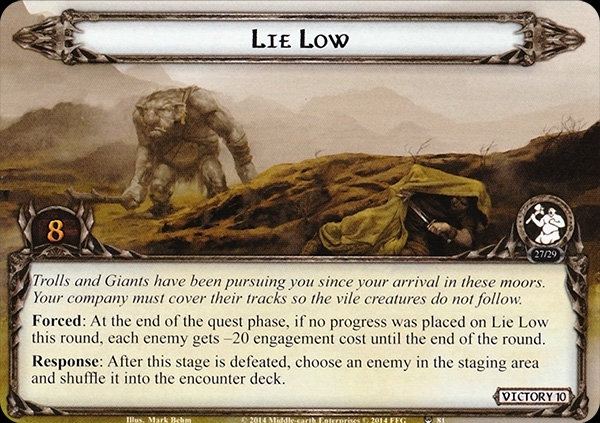 LIE LOW
8
27/29
Trolls and Giants have been pursuing you since your arrival in these moors.
Your company must cover their tracks so the vile creatures do not follow.
Forced: At the end of the quest phase, if no progress was placed on Lie Low
this round, each enemy gets –20 engagement cost until the end of the round.
Response: After this stage is defeated, choose an enemy in the staging area
and shuffle it into the encounter deck.
VICTORY 10
Illus. Mark Behm © 2014 Middle-earth Enterprises © 2014 FFG 81